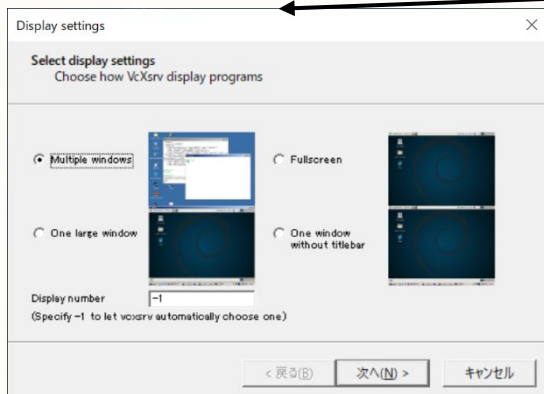 Display settings
Select display settings
Choose how VcXsrv display programs
Multiple windows
Fullscreen
One large window
One window
without titlebar
Display number
-1
(Specify -1 to let vcxsrv automatically choose one)
< 戻る(B)
次へ(N) >
キャンセル